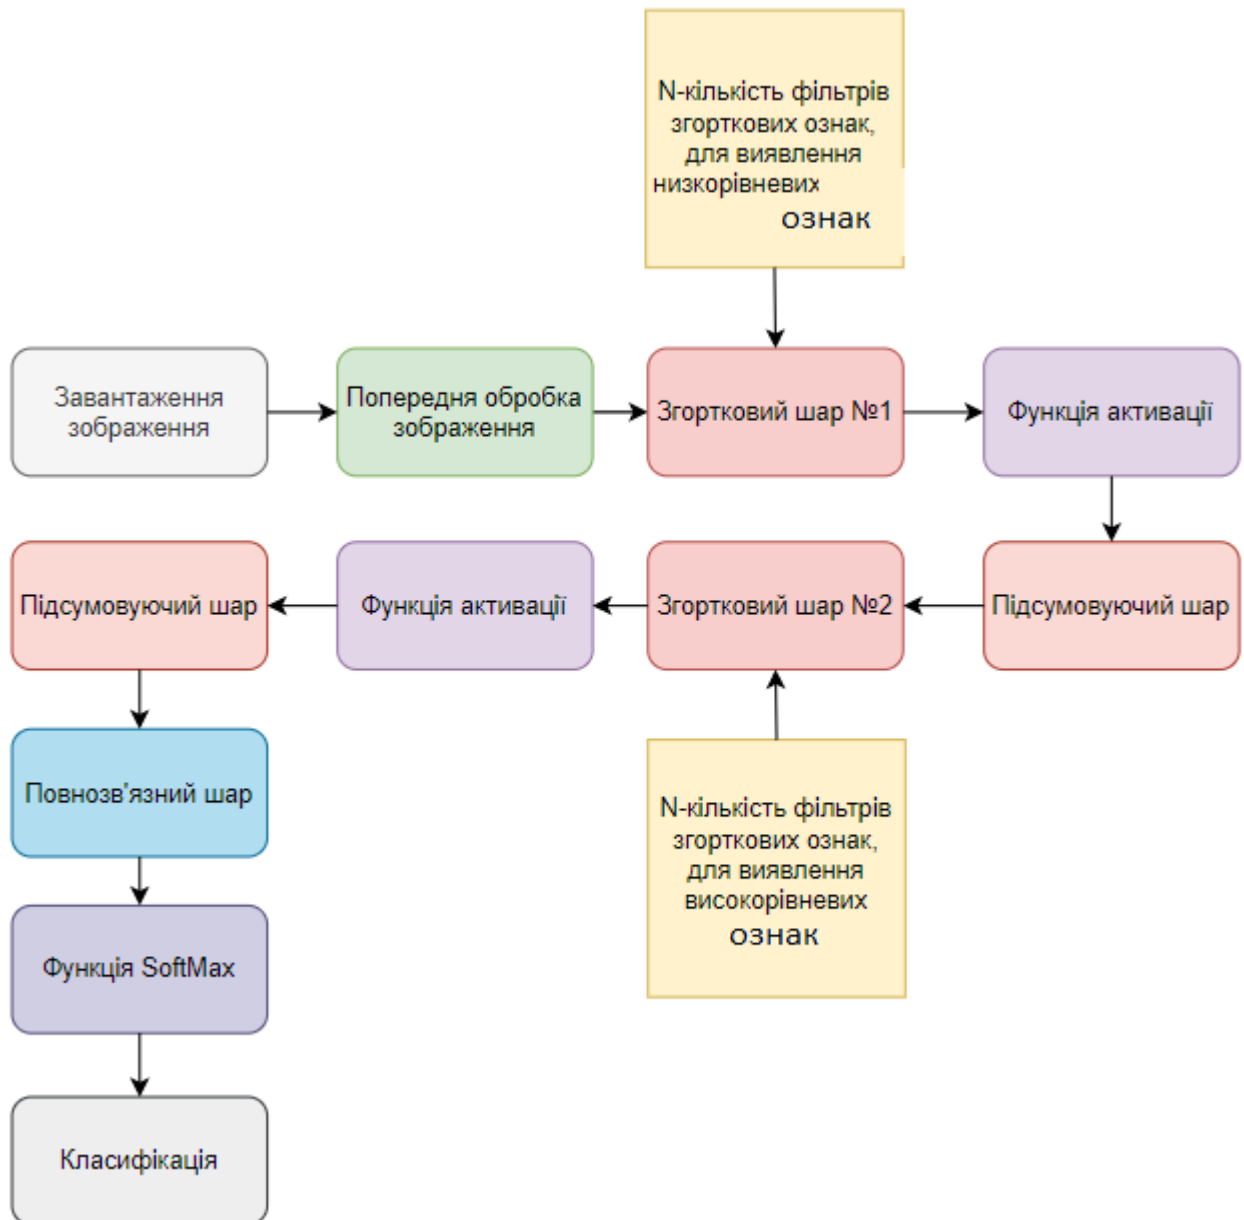 N-кількість фільтрів
згорткових ознак,
для виявлення
низкорівневих
ознак
Завантаження
зображення
Попередня обробка
зображення
Згортковий шар №1
Функція активації
Підсумовуючий шар
Функція активації
Згортковий шар №2
Підсумовуючий шар
Повнозв'язний шар
N-кількість фільтрів
згорткових ознак,
для виявлення
високорівневих
ознак
Функція SoftMax
Класифікація